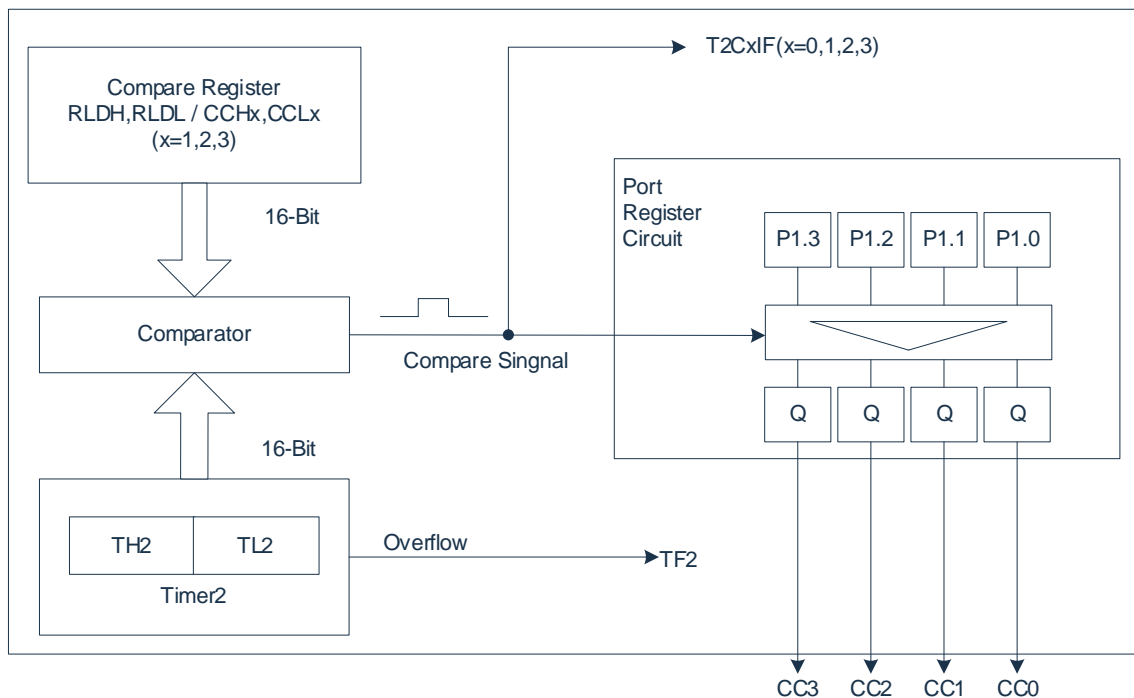 T2CxIF(x=0,1,2,3)
Compare Register
RLDH,RLDL / CCHx,CCLx
(x=1,2,3)
16-Bit
Port
Register
Circuit
P1.3 P1.2 P1.1 P1.0
Comparator
Compare Singnal
Q Q Q Q
16-Bit
TH2 TL2
Timer2
Overflow
TF2
CC3 CC2 CC1 CC0